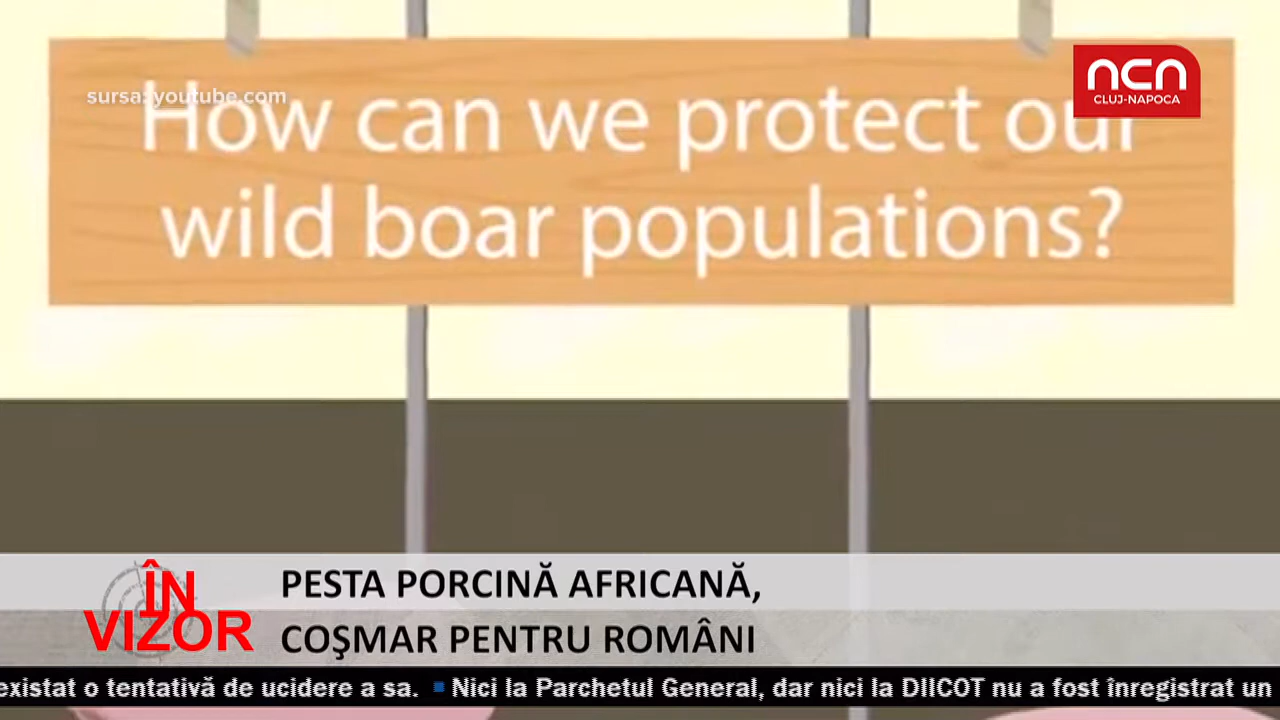 sursa: youtube.com
How can we protect our
wild boar populations?
ncn
CLUJ-NAPOCA
ÎN
VIZOR
PESTA PORCINĂ AFRICANĂ,
COŞMAR PENTRU ROMÂNI
existat o tentativă de ucidere a sa. ■ Nici la Parchetul General, dar nici la DIICOT nu a fost înregistrat un